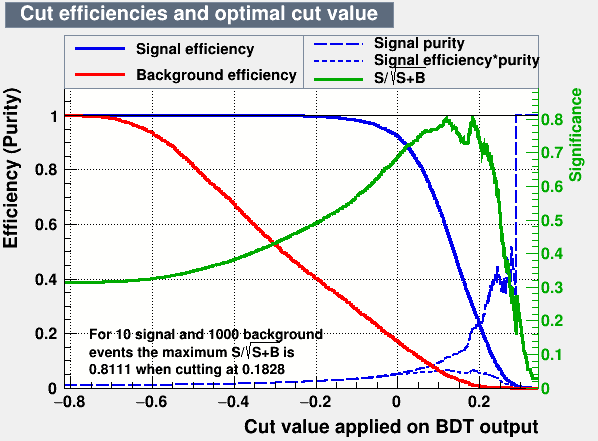 Cut efficiencies and optimal cut value
Signal efficiency
Background efficiency
Signal purity
Signal efficiency*purity
S/√S+B
Efficiency (Purity)
1
0.8
0.6
0.4
0.2
0
Significance
0.8
0.7
0.6
0.5
0.4
0.3
0.2
0.1
0
For 10 signal and 1000 background
events the maximum S/√S+B is
0.8111 when cutting at 0.1828
−0.8 −0.6 −0.4 −0.2 0 0.2
Cut value applied on BDT output